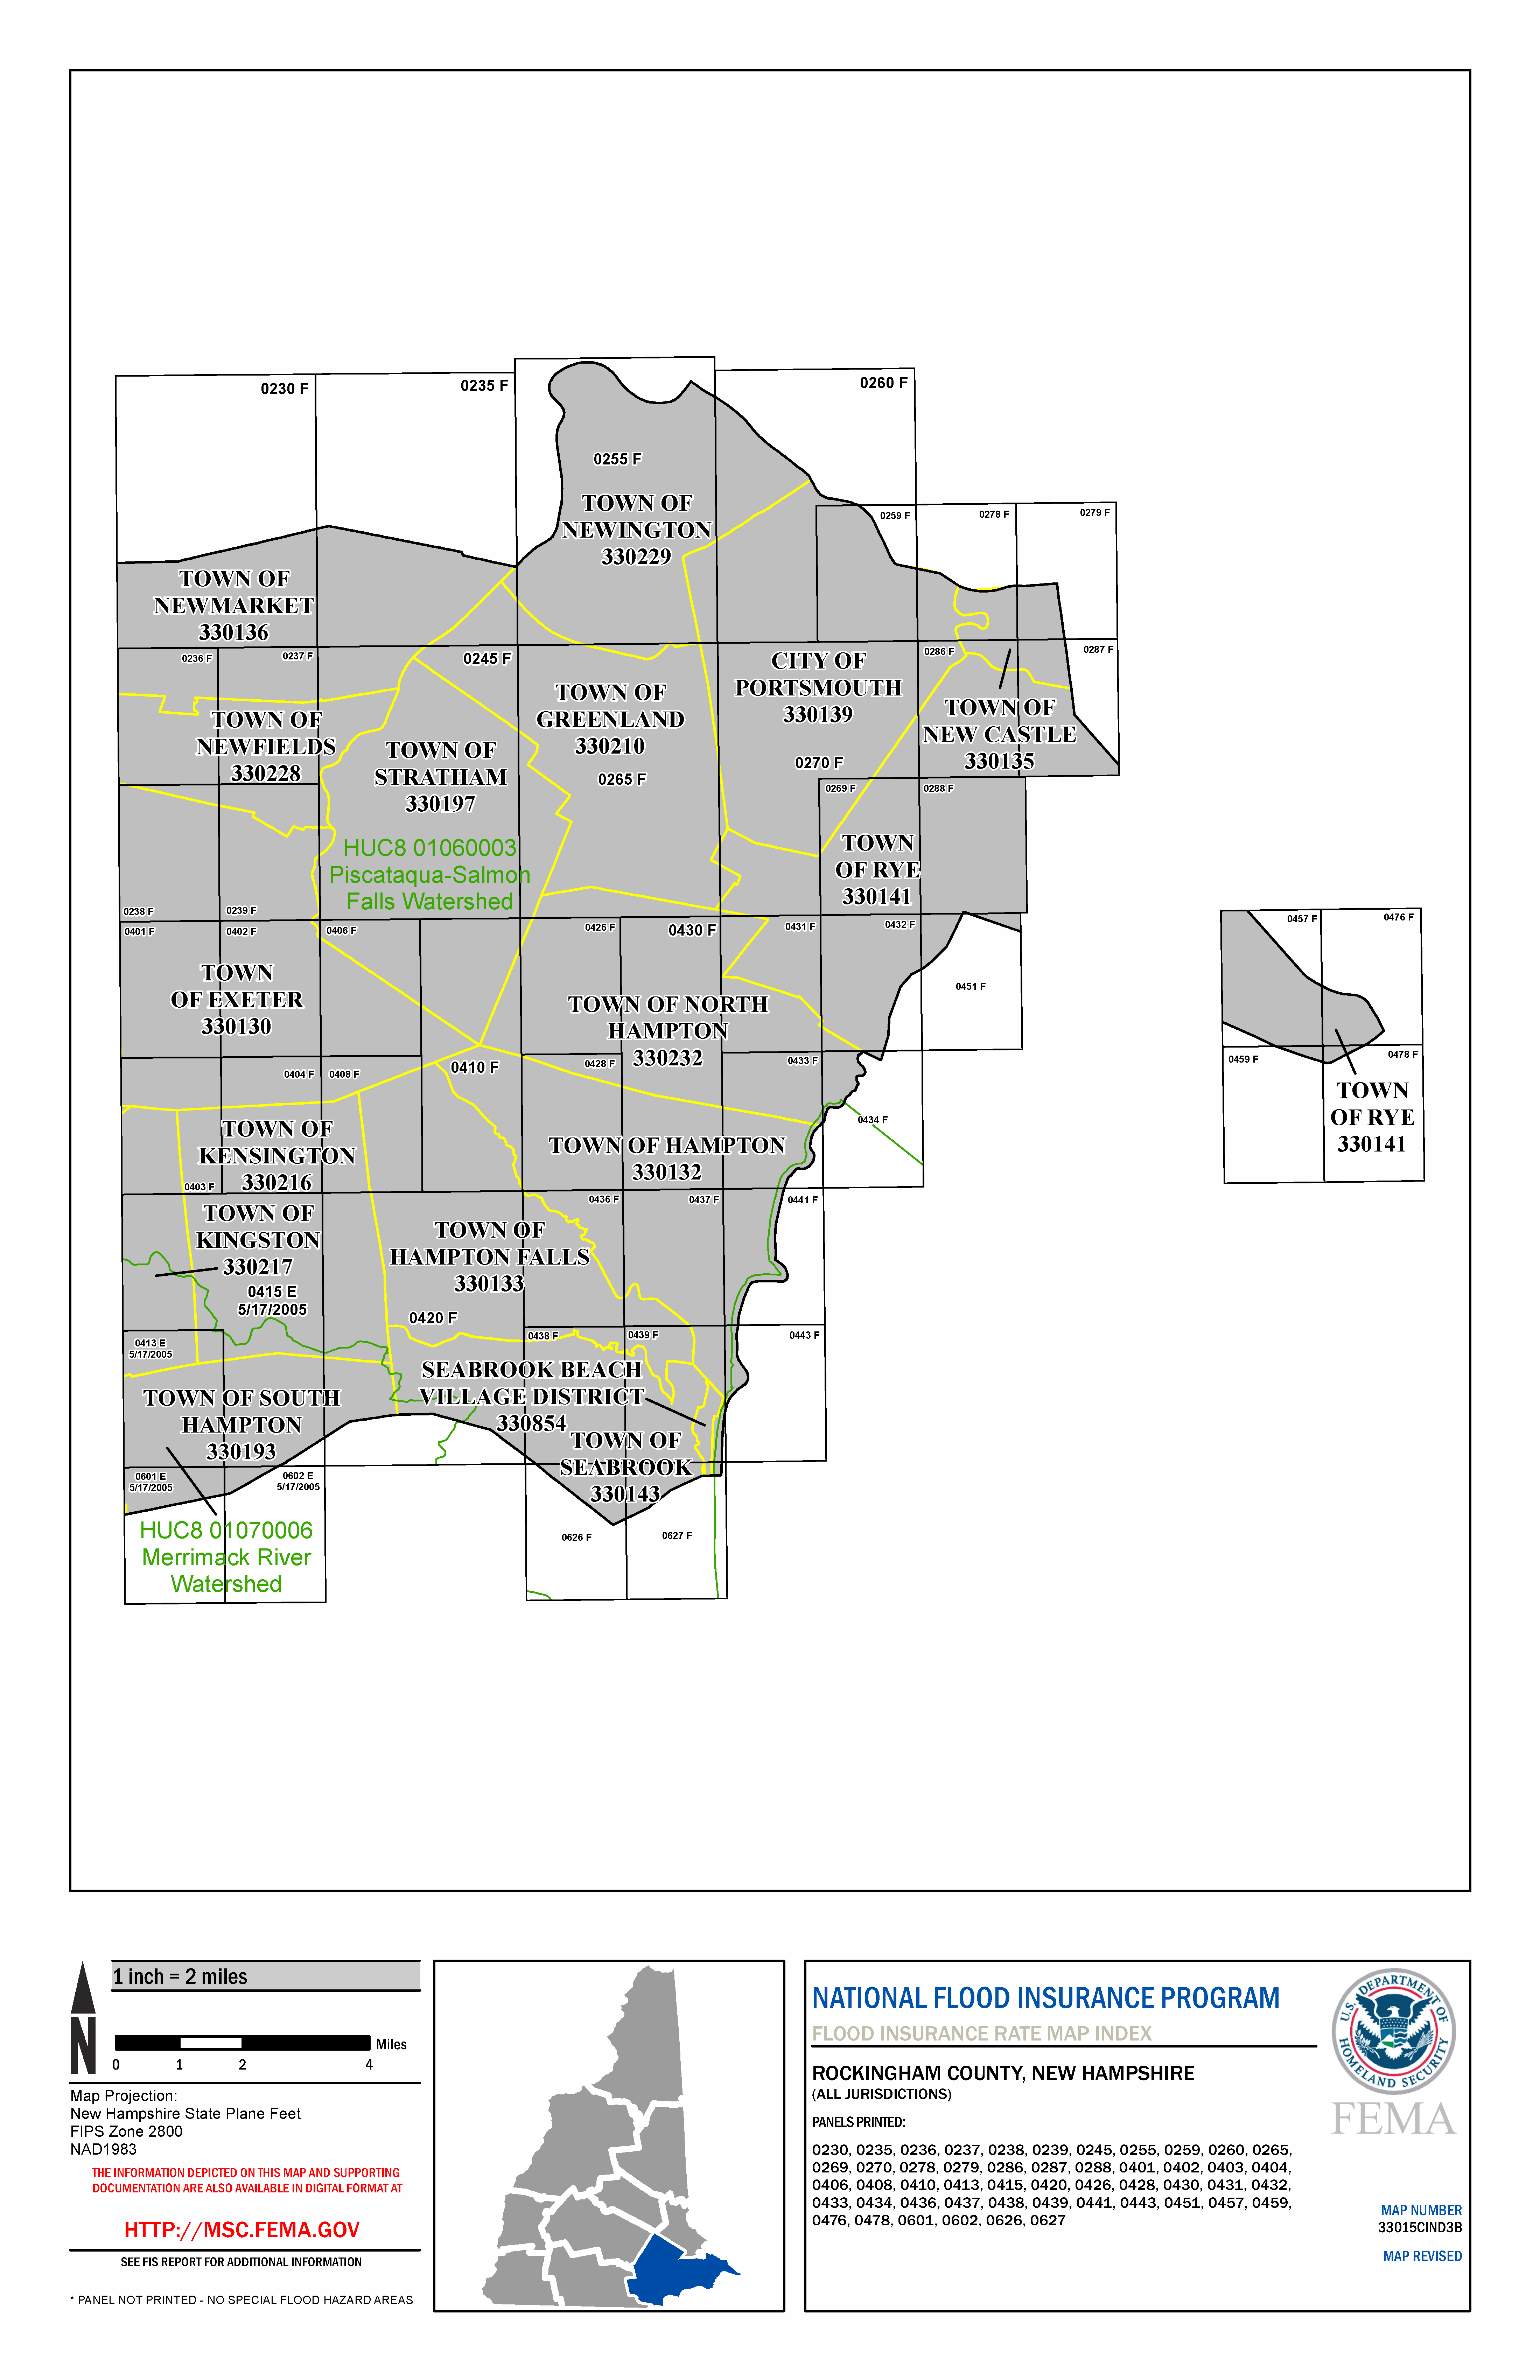 0230 F
0235 F
0260 F
0255 F
TOWN OF
NEWINGTON
330229
0259 F
0278 F
0279 F
TOWN OF
NEWMARKET
330136
0236 F
0237 F
0245 F
0286 F
0287 F
CITY OF
PORTSMOUTH
330139
0270 F
TOWN OF
GREENLAND
330210
0265 F
TOWN OF
NEW CASTLE
330135
TOWN OF
NEWFIELDS
330228
TOWN OF
STRATHAM
330197
0269 F
0288 F
HUC8 01060003
Piscataqua-Salmon
Falls Watershed
TOWN
OF RYE
330141
0238 F
0239 F
0401 F
0402 F
0406 F
0426 F
0430 F
0431 F
0432 F
0457 F
0476 F
TOWN
OF EXETER
330130
TOWN OF NORTH
HAMPTON
330232
0451 F
0404 F
0408 F
0410 F
0428 F
0433 F
0459 F
0478 F
TOWN
OF RYE
330141
0434 F
TOWN OF
KENSINGTON
330216
0403 F
TOWN OF HAMPTON
330132
0436 F
0437 F
0441 F
TOWN OF
KINGSTON
330217
0415 E
5/17/2005
TOWN OF
HAMPTON FALLS
330133
0420 F
0413 E
5/17/2005
0438 F
0439 F
0443 F
SEABROOK BEACH
VILLAGE DISTRICT
330854
TOWN OF SOUTH
HAMPTON
330193
TOWN OF
SEABROOK
330143
0601 E
5/17/2005
0602 E
5/17/2005
HUC8 01070006
Merrimack River
Watershed
0626 F
0627 F
1 inch = 2 miles
N
Miles
0 1 2 4
Map Projection:
New Hampshire State Plane Feet
FIPS Zone 2800
NAD1983
THE INFORMATION DEPICTED ON THIS MAP AND SUPPORTING
DOCUMENTATION ARE ALSO AVAILABLE IN DIGITAL FORMAT AT
HTTP://MSC.FEMA.GOV
SEE FIS REPORT FOR ADDITIONAL INFORMATION
* PANEL NOT PRINTED - NO SPECIAL FLOOD HAZARD AREAS
NATIONAL FLOOD INSURANCE PROGRAM
FLOOD INSURANCE RATE MAP INDEX
ROCKINGHAM COUNTY, NEW HAMPSHIRE
(ALL JURISDICTIONS)
PANELS PRINTED:
0230, 0235, 0236, 0237, 0238, 0239, 0245, 0255, 0259, 0260, 0265,
0269, 0270, 0278, 0279, 0286, 0287, 0288, 0401, 0402, 0403, 0404,
0406, 0408, 0410, 0413, 0415, 0420, 0426, 0428, 0430, 0431, 0432,
0433, 0434, 0436, 0437, 0438, 0439, 0441, 0443, 0451, 0457, 0459,
0476, 0478, 0601, 0602, 0626, 0627
U.S. DEPARTMENT OF
HOMELAND SECURITY
FEMA
MAP NUMBER
33015CIND3B
MAP REVISED